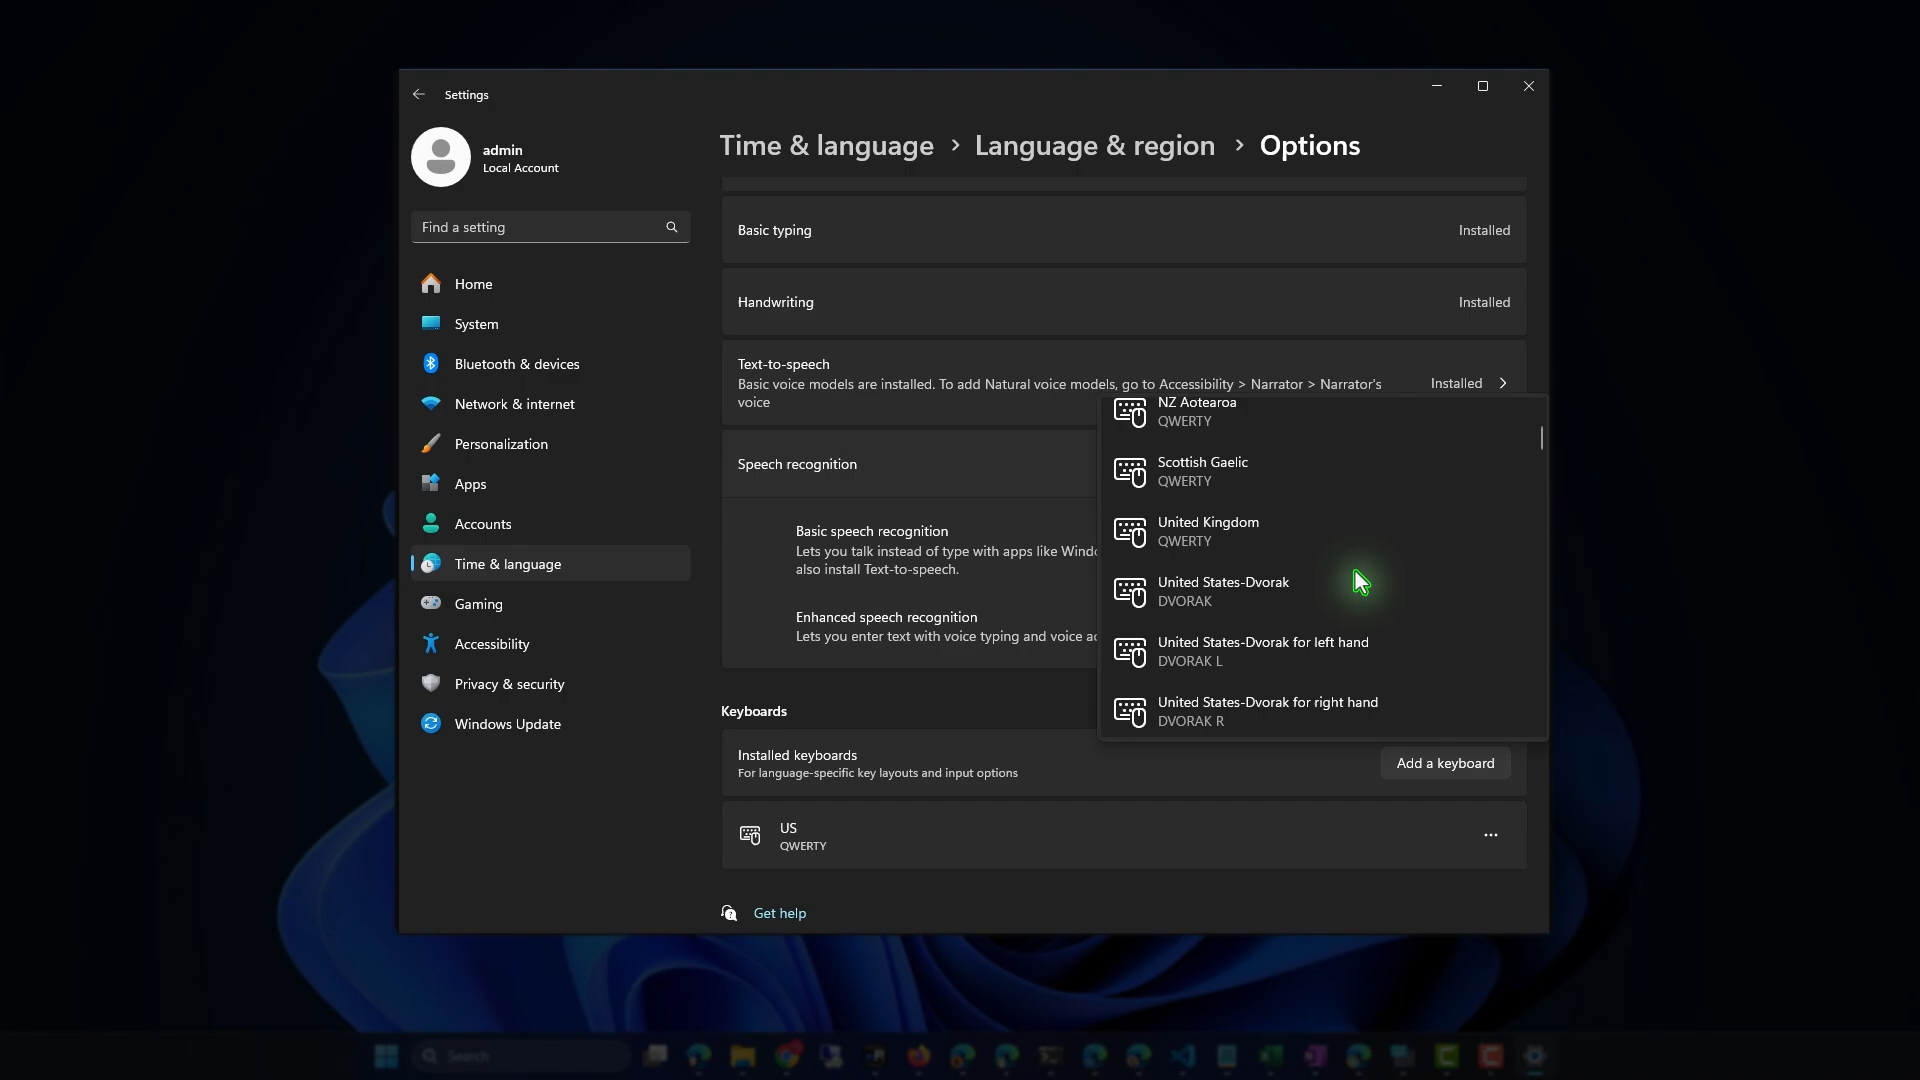 Settings
admin
Local Account
Find a setting
Home
System
Bluetooth & devices
Network & internet
Personalization
Apps
Accounts
Time & language
Gaming
Accessibility
Privacy & security
Windows Update
Time & language > Language & region > Options
Basic typing
Installed
Handwriting
Installed
Text-to-speech
Basic voice models are installed. To add Natural voice models, go to Accessibility > Narrator > Narrator's
voice
Installed
Speech recognition
Basic speech recognition
Lets you talk instead of type with apps like Windo
also install Text-to-speech.
Enhanced speech recognition
Lets you enter text with voice typing and voice ac
NZ Aotearoa
QWERTY
Scottish Gaelic
QWERTY
United Kingdom
QWERTY
United States-Dvorak
DVORAK
United States-Dvorak for left hand
DVORAK L
United States-Dvorak for right hand
DVORAK R
Keyboards
Installed keyboards
For language-specific key layouts and input options
Add a keyboard
US
QWERTY
Get help
Search